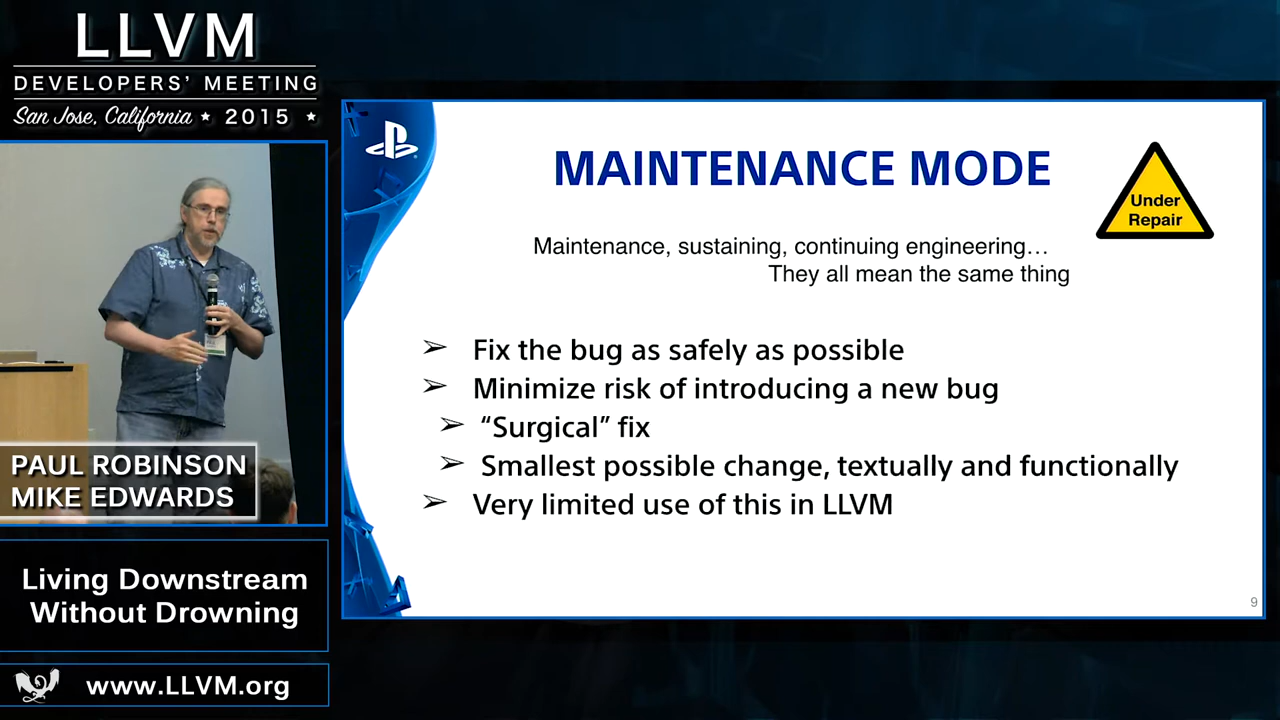 LLVM
DEVELOPERS' MEETING
San Jose, California ★ 2015 ★
MAINTENANCE MODE
Under
Repair
Maintenance, sustaining, continuing engineering…
They all mean the same thing
➢ Fix the bug as safely as possible
➢ Minimize risk of introducing a new bug
➢ “Surgical” fix
➢ Smallest possible change, textually and functionally
➢ Very limited use of this in LLVM
9
PAUL ROBINSON
MIKE EDWARDS
Living Downstream
Without Drowning
www.LLVM.org